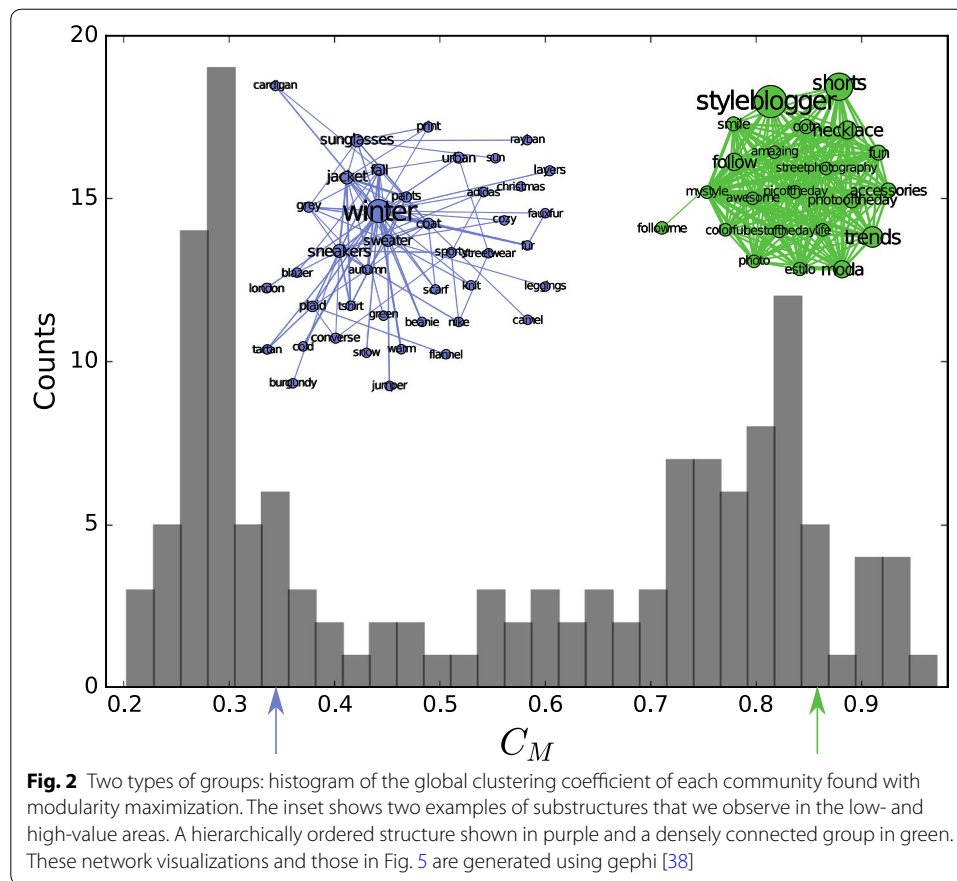 20
15
10
5
0
Counts
cardigan
print
sunglasses
rayban
urban
sun
fall
layers
jacket
pants
adidas
christmas
grey
winter
coat
cozy
fauxfur
sweater
sneakers
sporty
streetwear
fur
blazer
autumn
london
scarf
knit
leggings
plaid
tshirt
green
beanie
nike
camel
converse
tartan
cold
snow
warm
flannel
burgundy
jumper
shorts
styleblogger
smile
ootn
necklace
amazing
fun
follow
streetphotography
mystyle
picoftheday
accessories
awesome
photooftheday
followme
colorful
bestoftheday
life
trends
photo
estilo
moda
0.2 0.3 0.4 0.5 0.6 0.7 0.8 0.9
C_M
Fig. 2 Two types of groups: histogram of the global clustering coefficient of each community found with
modularity maximization. The inset shows two examples of substructures that we observe in the low- and
high-value areas. A hierarchically ordered structure shown in purple and a densely connected group in green.
These network visualizations and those in Fig. 5 are generated using gephi [38]